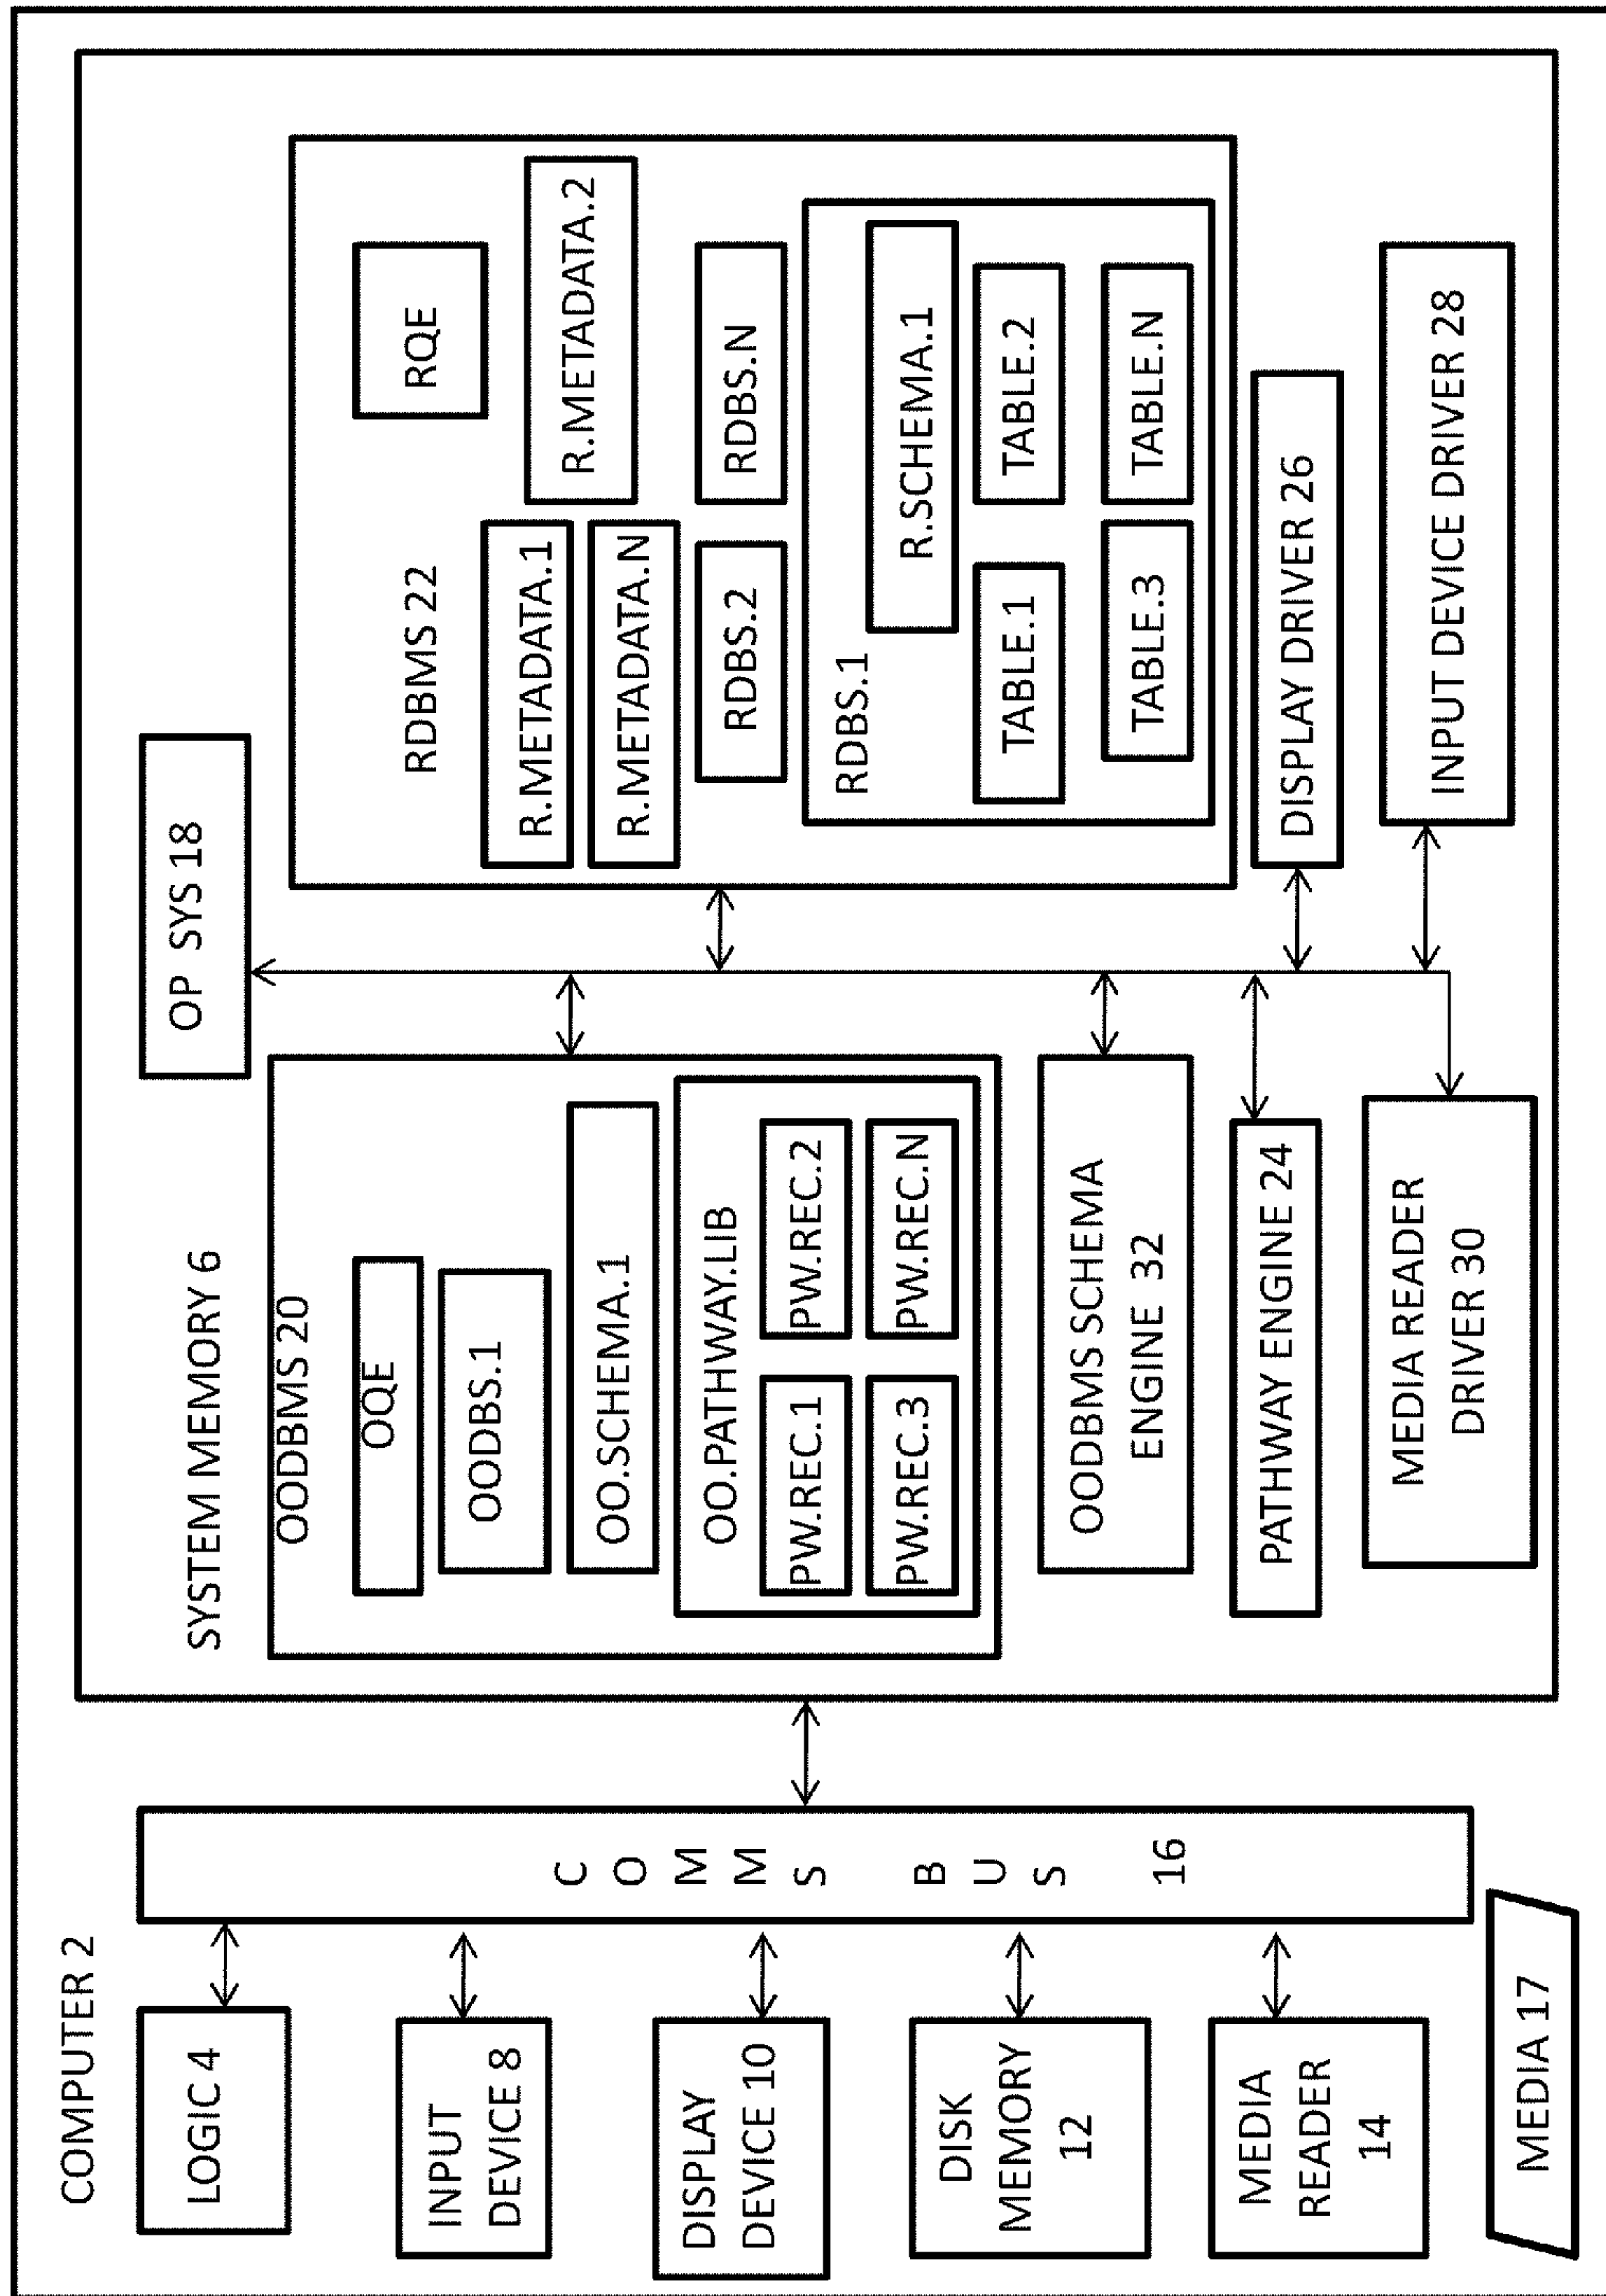 COMPUTER 2
LOGIC 4
INPUT
DEVICE 8
DISPLAY
DEVICE 10
DISK
MEMORY
12
MEDIA
READER
14
MEDIA 17
COMMS BUS 16
SYSTEM MEMORY 6
OODBMS 20
OQE
OODBS.1
OO.SCHEMA.1
OO.PATHWAY.LIB
PW.REC.1
PW.REC.2
PW.REC.3
PW.REC.N
OODBMS SCHEMA
ENGINE 32
PATHWAY ENGINE 24
MEDIA READER
DRIVER 30
OP SYS 18
RDBMS 22
RQE
R.METADATA.1
R.METADATA.2
R.METADATA.N
RDBS.2
RDBS.N
RDBS.1
R.SCHEMA.1
TABLE.1
TABLE.2
TABLE.3
TABLE.N
DISPLAY DRIVER 26
INPUT DEVICE DRIVER 28